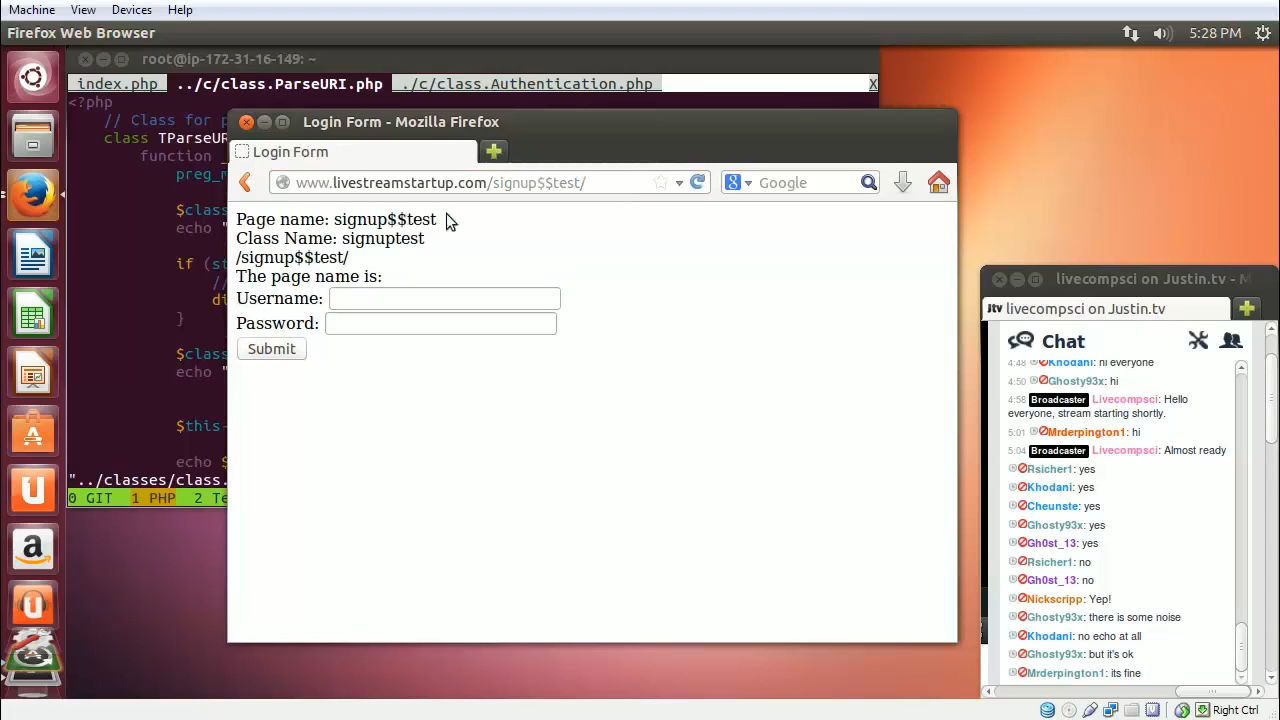 Machine View Devices Help
Firefox Web Browser
5:28 PM
root@ip-172-31-16-149: ~
index.php ../c/class.ParseURI.php ./c/class.Authentication.php X
<?php
// Class for
class TParseUR
function
preg_m
$class
echo "
if (st
//
di
}
$class
echo "
$this
echo $
"../classes/class.
0 GIT 1 PHP 2 Te
Login Form - Mozilla Firefox
Login Form
www.livestreamstartup.com/signup$$test/
Google
Page name: signup$$test
Class Name: signuptest
/signup$$test/
The page name is:
Username:
Password:
Submit
livecompsci on Justin.tv -
jtv livecompsci on Justin.tv
Chat
4:48 Khodani: hi everyone
4:50 Ghosty93x: hi
4:58 Broadcaster Livecompsci: Hello
everyone, stream starting shortly.
5:01 Mrderpington1: hi
5:04 Broadcaster Livecompsci: Almost ready
Rsicher1: yes
Khodani: yes
Cheunste: yes
Ghosty93x: yes
Gh0st_13: yes
Rsicher1: no
Gh0st_13: no
Nickscripp: Yep!
Ghosty93x: there is some noise
Khodani: no echo at all
Ghosty93x: but it's ok
Mrderpington1: its fine
Right Ctrl